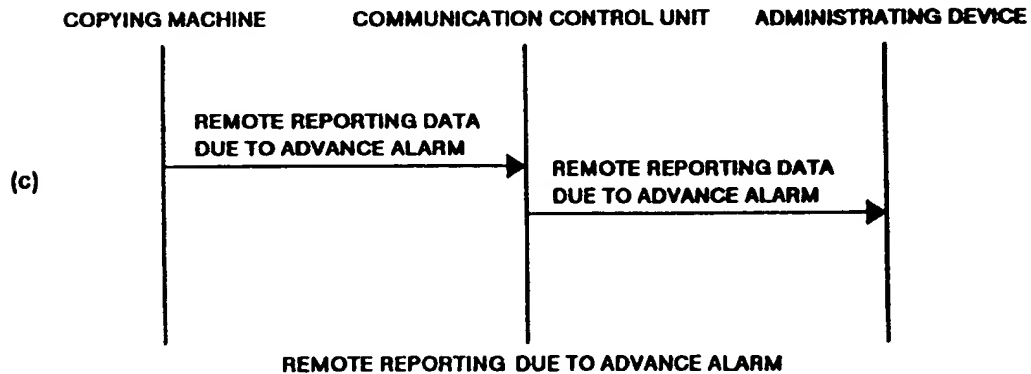 COPYING MACHINE COMMUNICATION CONTROL UNIT ADMINISTRATING DEVICE
REMOTE REPORTING DATA
DUE TO ADVANCE ALARM
REMOTE REPORTING DATA
DUE TO ADVANCE ALARM
(c)
REMOTE REPORTING DUE TO ADVANCE ALARM